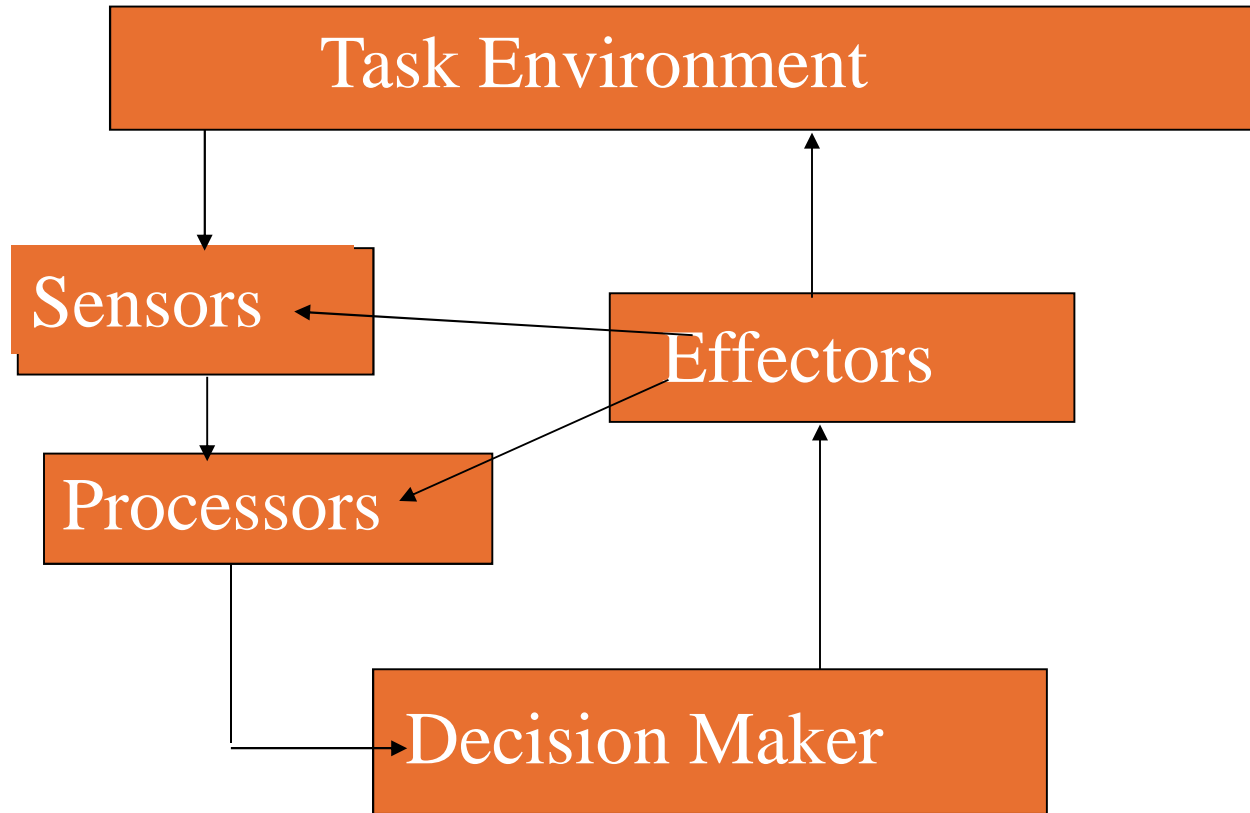 Task Environment
Sensors
Effectors
Processors
Decision Maker